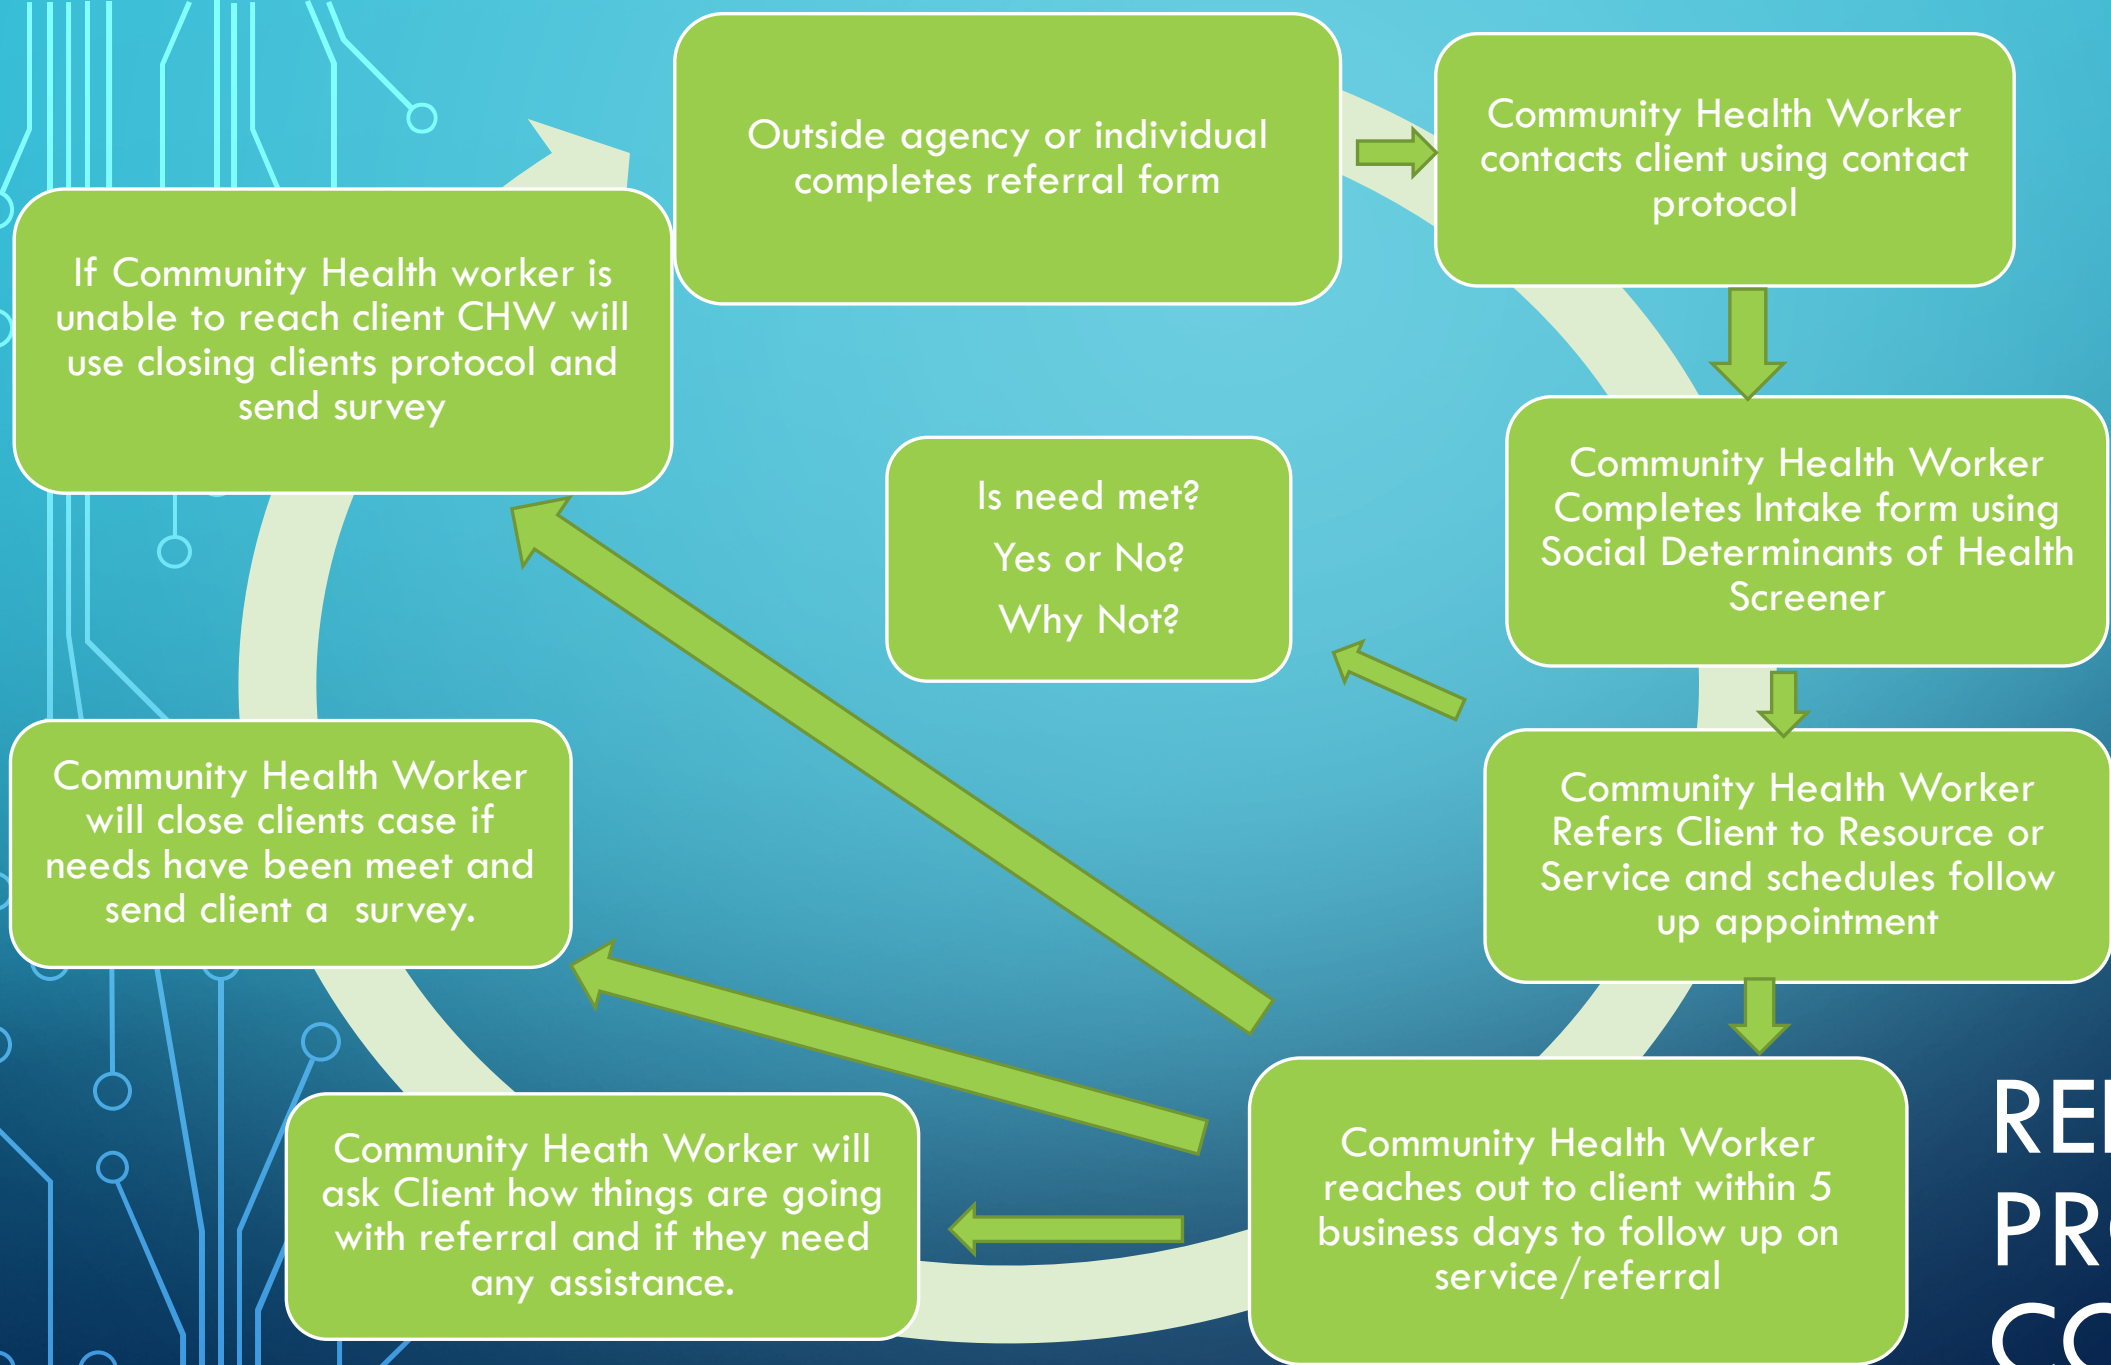 Outside agency or individual
completes referral form
Community Health Worker
contacts client using contact
protocol
Community Health Worker
Completes Intake form using
Social Determinants of Health
Screener
Community Health Worker
Refers Client to Resource or
Service and schedules follow
up appointment
Community Health Worker
reaches out to client within 5
business days to follow up on
service/referral
Community Heath Worker will
ask Client how things are going
with referral and if they need
any assistance.
Community Health Worker
will close clients case if
needs have been meet and
send client a  survey.
If Community Health worker is
unable to reach client CHW will
use closing clients protocol and
send survey
Is need met?
Yes or No?
Why Not?